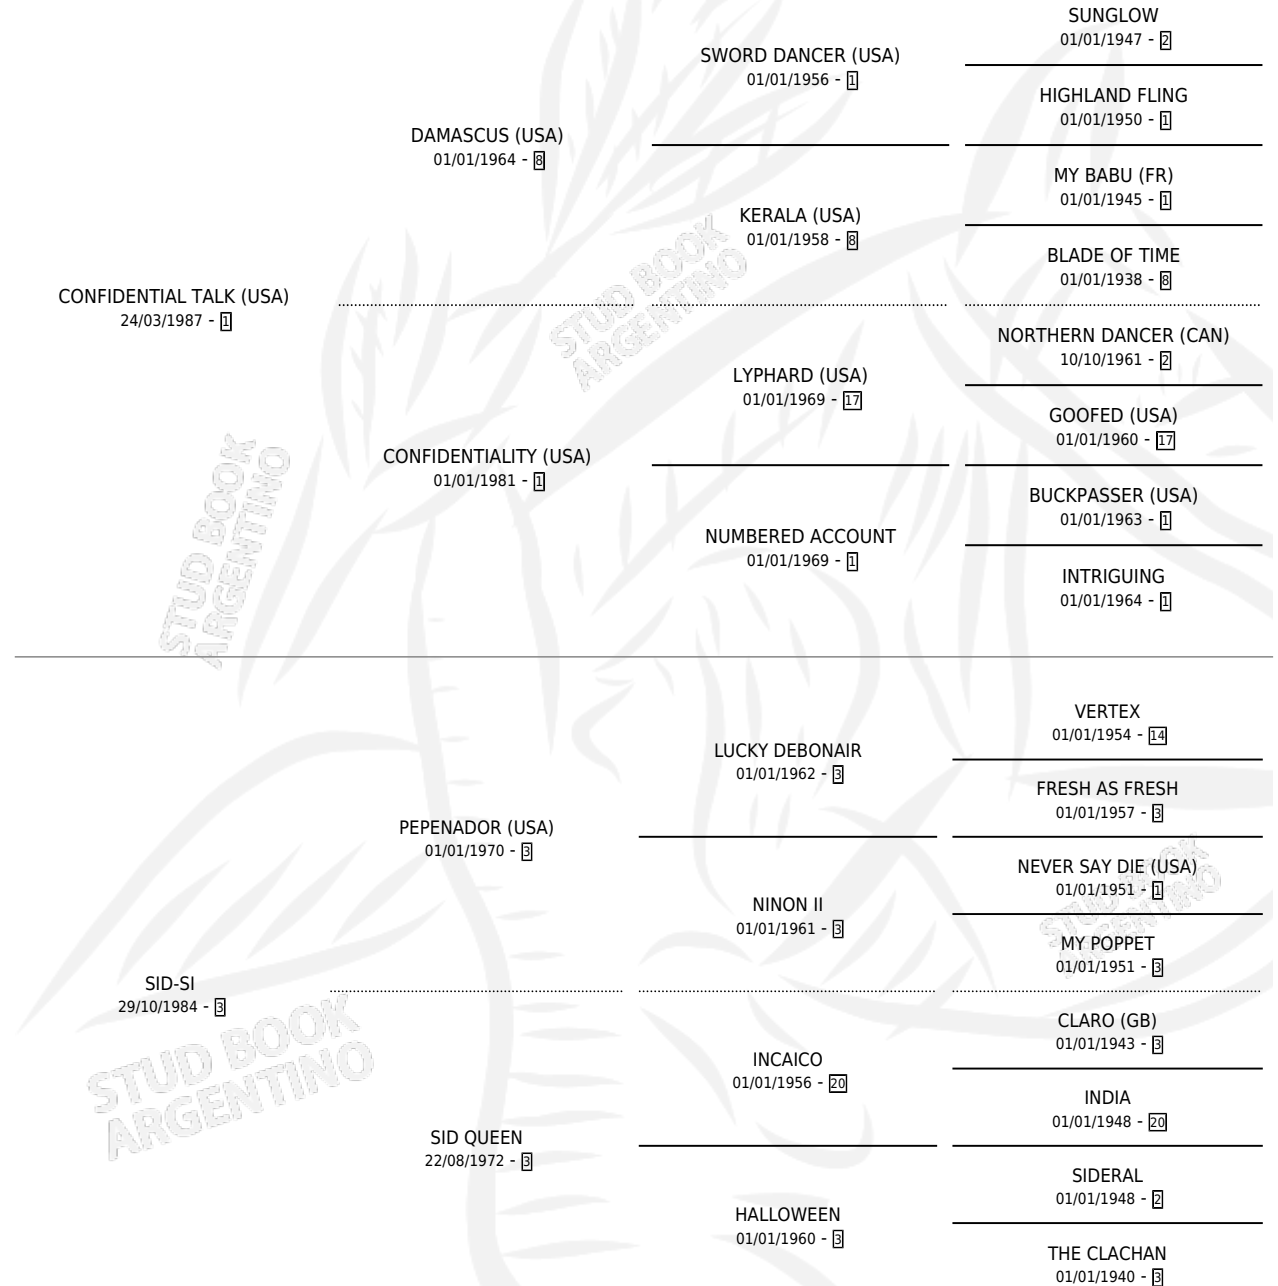 SUNGLOW
01/01/1947 - 2
SWORD DANCER (USA)
01/01/1956 - 1
HIGHLAND FLING
01/01/1950 - 1
DAMASCUS (USA)
01/01/1964 - 8
MY BABU (FR)
01/01/1945 - 1
KERALA (USA)
01/01/1958 - 8
BLADE OF TIME
01/01/1938 - 8
CONFIDENTIAL TALK (USA)
24/03/1987 - 1
NORTHERN DANCER (CAN)
10/10/1961 - 2
LYPHARD (USA)
01/01/1969 - 17
GOOFED (USA)
01/01/1960 - 17
CONFIDENTIALITY (USA)
01/01/1981 - 1
BUCKPASSER (USA)
01/01/1963 - 1
NUMBERED ACCOUNT
01/01/1969 - 1
INTRIGUING
01/01/1964 - 1
STUD BOOK
ARGENTINO
STUD BOOK
ARGENTINO
VERTEX
01/01/1954 - 14
LUCKY DEBONAIR
01/01/1962 - 3
FRESH AS FRESH
01/01/1957 - 3
PEPENADOR (USA)
01/01/1970 - 3
NEVER SAY DIE (USA)
01/01/1951 - 1
NINON II
01/01/1961 - 3
MY POPPET
01/01/1951 - 3
STUD BOOK
ARGENTINO
SID-SI
29/10/1984 - 3
CLARO (GB)
01/01/1943 - 3
INCAICO
01/01/1956 - 20
INDIA
01/01/1948 - 20
SID QUEEN
22/08/1972 - 3
SIDERAL
01/01/1948 - 2
HALLOWEEN
01/01/1960 - 3
THE CLACHAN
01/01/1940 - 3
STUD BOOK
ARGENTINO